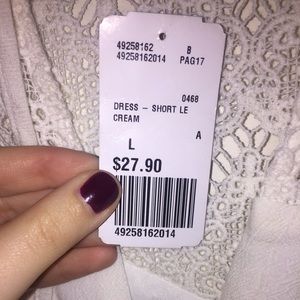 49258162 B
49258162014 PAG17
0468
DRESS – SHORT LE
CREAM
A
L
$27.90
49258162014